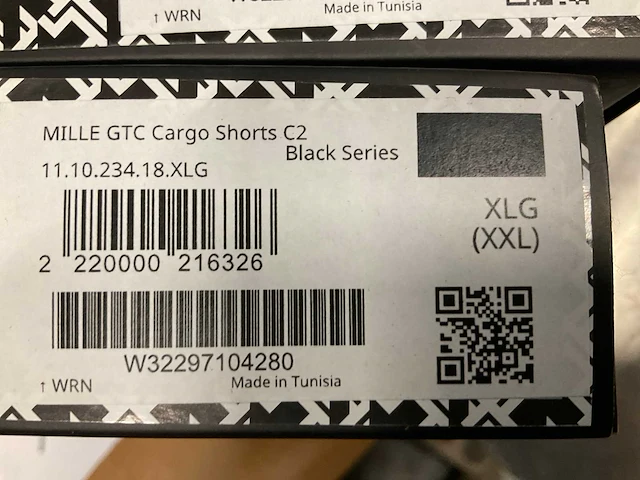 ↑ WRN
Made in Tunisia
MILLE GTC Cargo Shorts C2
Black Series
11.10.234.18.XLG
XLG
(XXL)
2 220000 216326
W32297104280
↑ WRN
Made in Tunisia